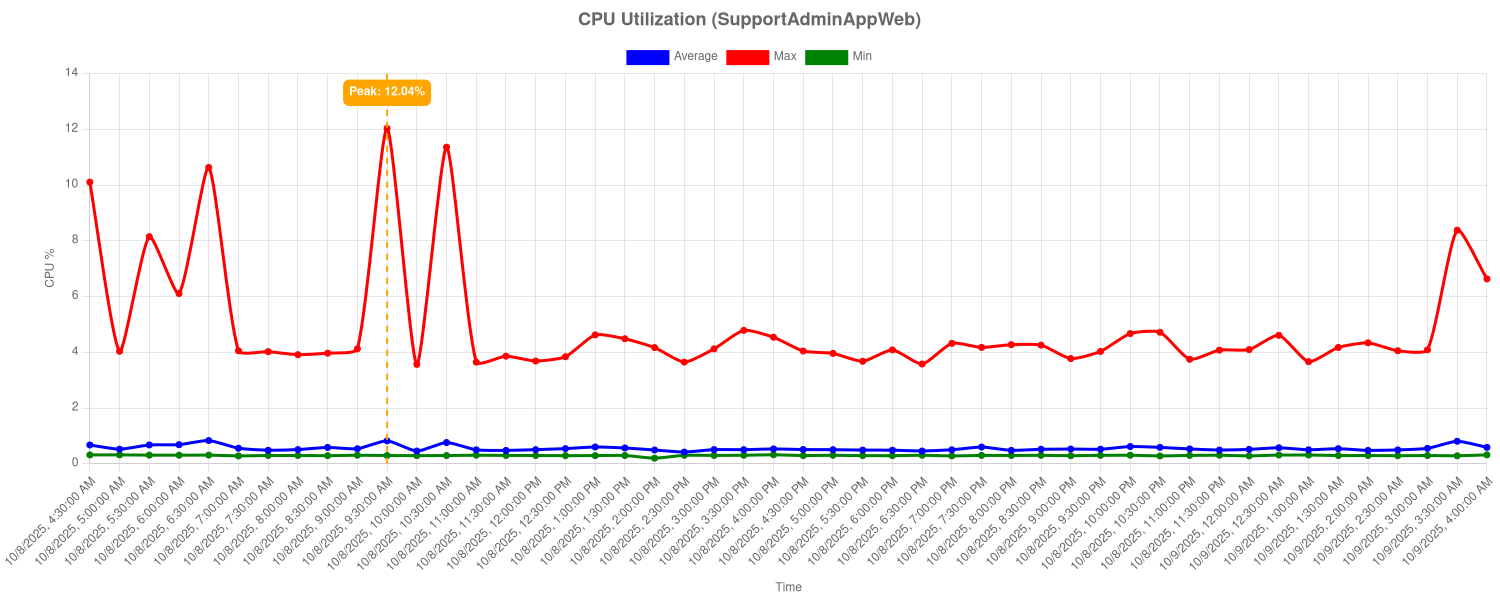 CPU Utilization (SupportAdminAppWeb)
Average Max Min
Peak: 12.04%
14
12
10
8
6
4
2
0
CPU %
10/8/2025, 4:30:00 AM
10/8/2025, 5:00:00 AM
10/8/2025, 5:30:00 AM
10/8/2025, 6:00:00 AM
10/8/2025, 6:30:00 AM
10/8/2025, 7:00:00 AM
10/8/2025, 7:30:00 AM
10/8/2025, 8:00:00 AM
10/8/2025, 8:30:00 AM
10/8/2025, 9:00:00 AM
10/8/2025, 9:30:00 AM
10/8/2025, 10:00:00 AM
10/8/2025, 10:30:00 AM
10/8/2025, 11:00:00 AM
10/8/2025, 11:30:00 AM
10/8/2025, 12:00:00 PM
10/8/2025, 12:30:00 PM
10/8/2025, 1:00:00 PM
10/8/2025, 1:30:00 PM
10/8/2025, 2:00:00 PM
10/8/2025, 2:30:00 PM
10/8/2025, 3:00:00 PM
10/8/2025, 3:30:00 PM
10/8/2025, 4:00:00 PM
10/8/2025, 4:30:00 PM
10/8/2025, 5:00:00 PM
10/8/2025, 5:30:00 PM
10/8/2025, 6:00:00 PM
10/8/2025, 6:30:00 PM
10/8/2025, 7:00:00 PM
10/8/2025, 7:30:00 PM
10/8/2025, 8:00:00 PM
10/8/2025, 8:30:00 PM
10/8/2025, 9:00:00 PM
10/8/2025, 9:30:00 PM
10/8/2025, 10:00:00 PM
10/8/2025, 10:30:00 PM
10/8/2025, 11:00:00 PM
10/8/2025, 11:30:00 PM
10/9/2025, 12:00:00 AM
10/9/2025, 12:30:00 AM
10/9/2025, 1:00:00 AM
10/9/2025, 1:30:00 AM
10/9/2025, 2:00:00 AM
10/9/2025, 2:30:00 AM
10/9/2025, 3:00:00 AM
10/9/2025, 3:30:00 AM
10/9/2025, 4:00:00 AM
Time